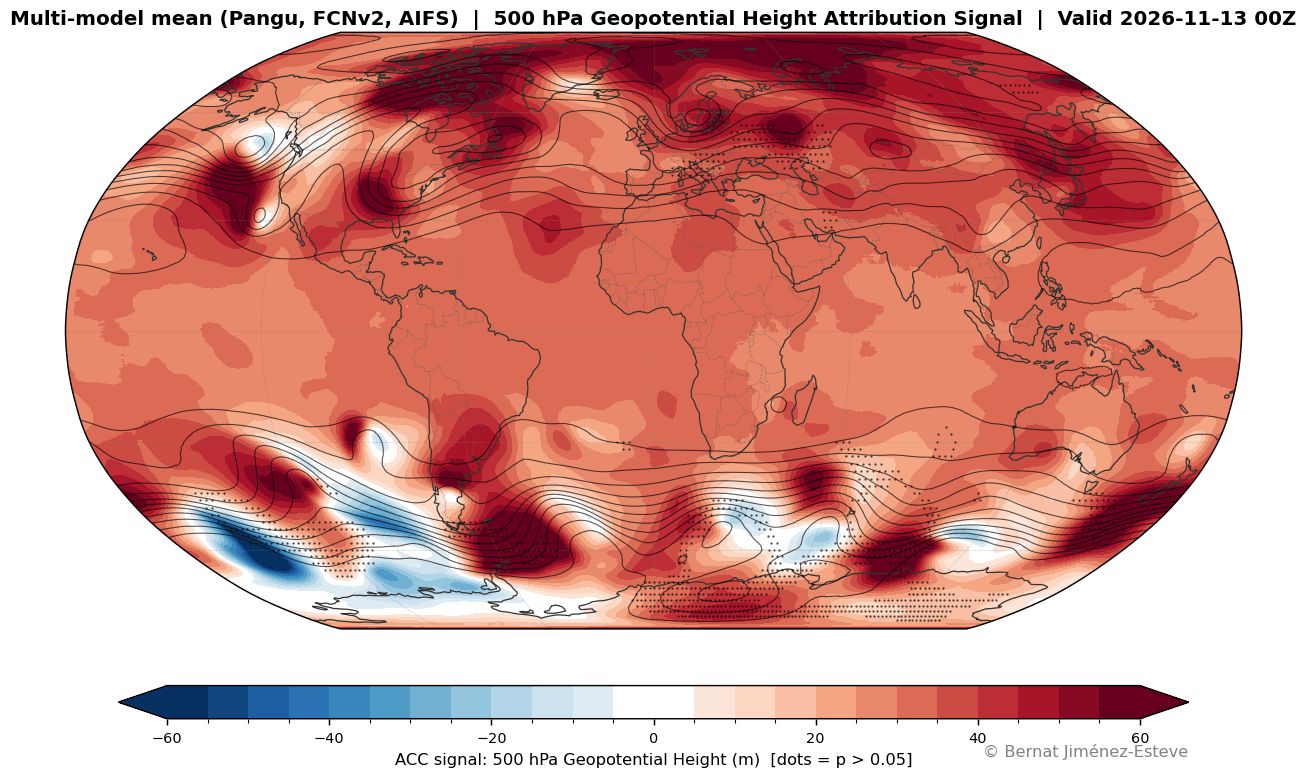 Multi-model mean (Pangu, FCNv2, AIFS)  |  500 hPa Geopotential Height Attribution Signal  |  Valid 2026-11-13 00Z
−60 −40 −20 0 20 40 60
ACC signal: 500 hPa Geopotential Height (m)  [dots = p > 0.05]
© Bernat Jiménez-Esteve